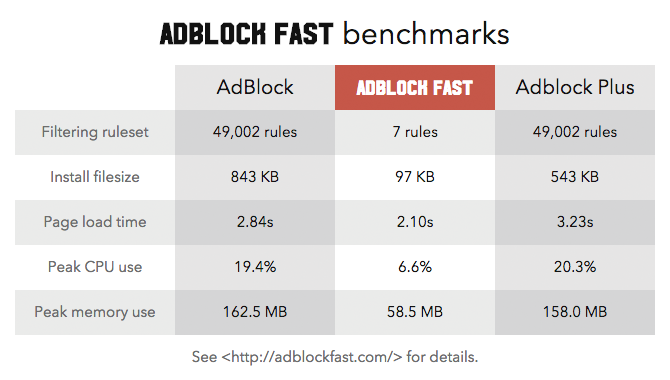 ADBLOCK FAST benchmarks
AdBlock ADBLOCK FAST Adblock Plus
Filtering ruleset 49,002 rules 7 rules 49,002 rules
Install filesize 843 KB 97 KB 543 KB
Page load time 2.84s 2.10s 3.23s
Peak CPU use 19.4% 6.6% 20.3%
Peak memory use 162.5 MB 58.5 MB 158.0 MB
See <http://adblockfast.com/> for details.